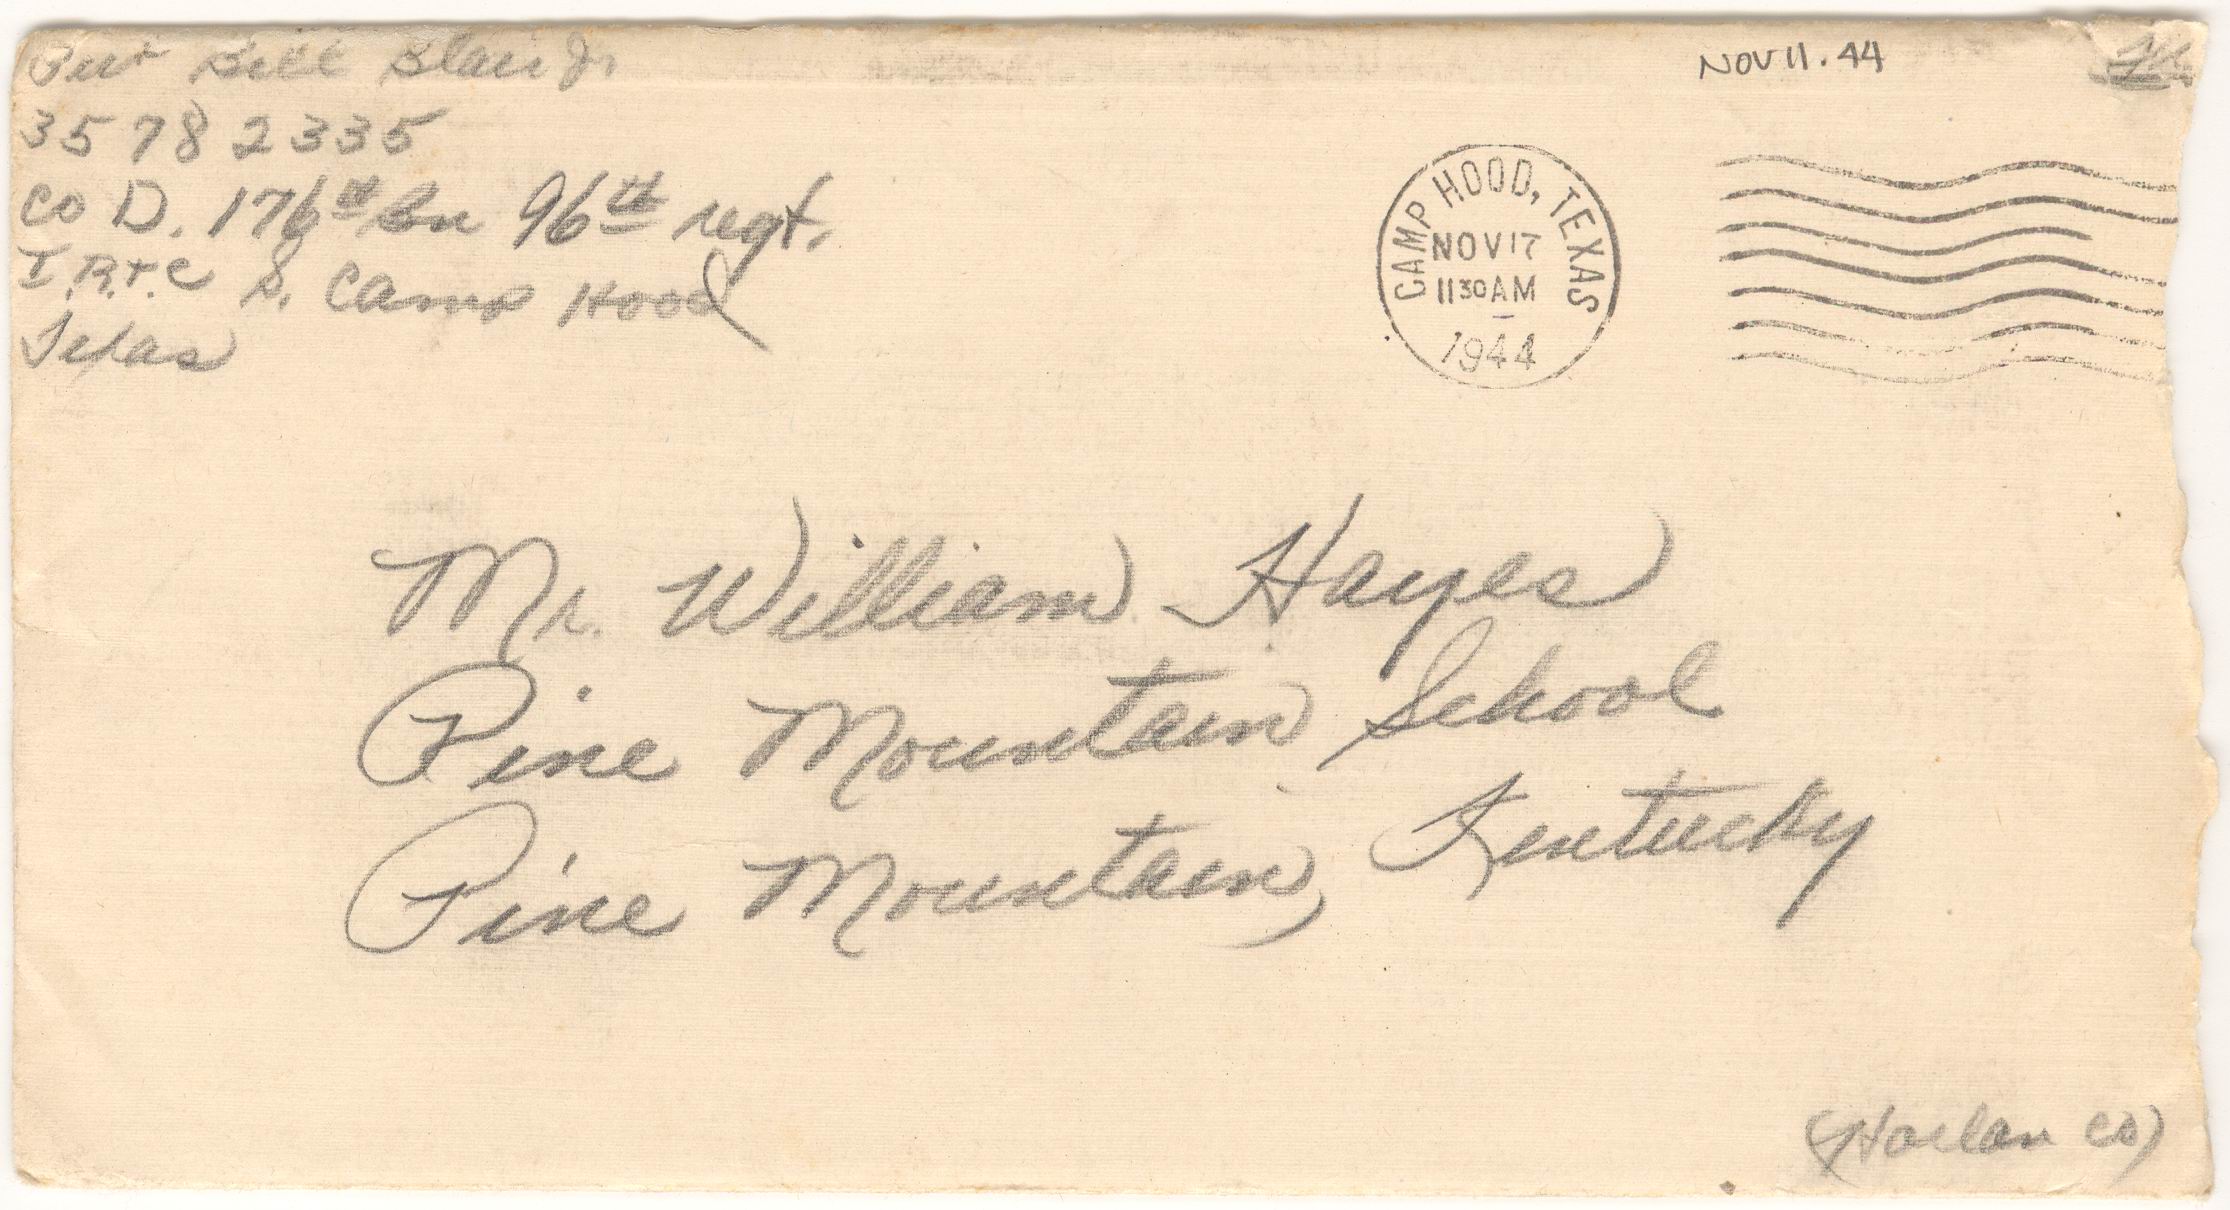 Pvt Bill Blair Jr
35782335
Co D. 176th Bn 96th regt.
I.R.T.C S. Camp Hood
Texas
NOV 11. 44
CAMP HOOD, TEXAS
NOV 17
11 30 AM
1944
Mr. William Hayes
Pine Mountain School
Pine Mountain, Kentucky
(Harlan Co)